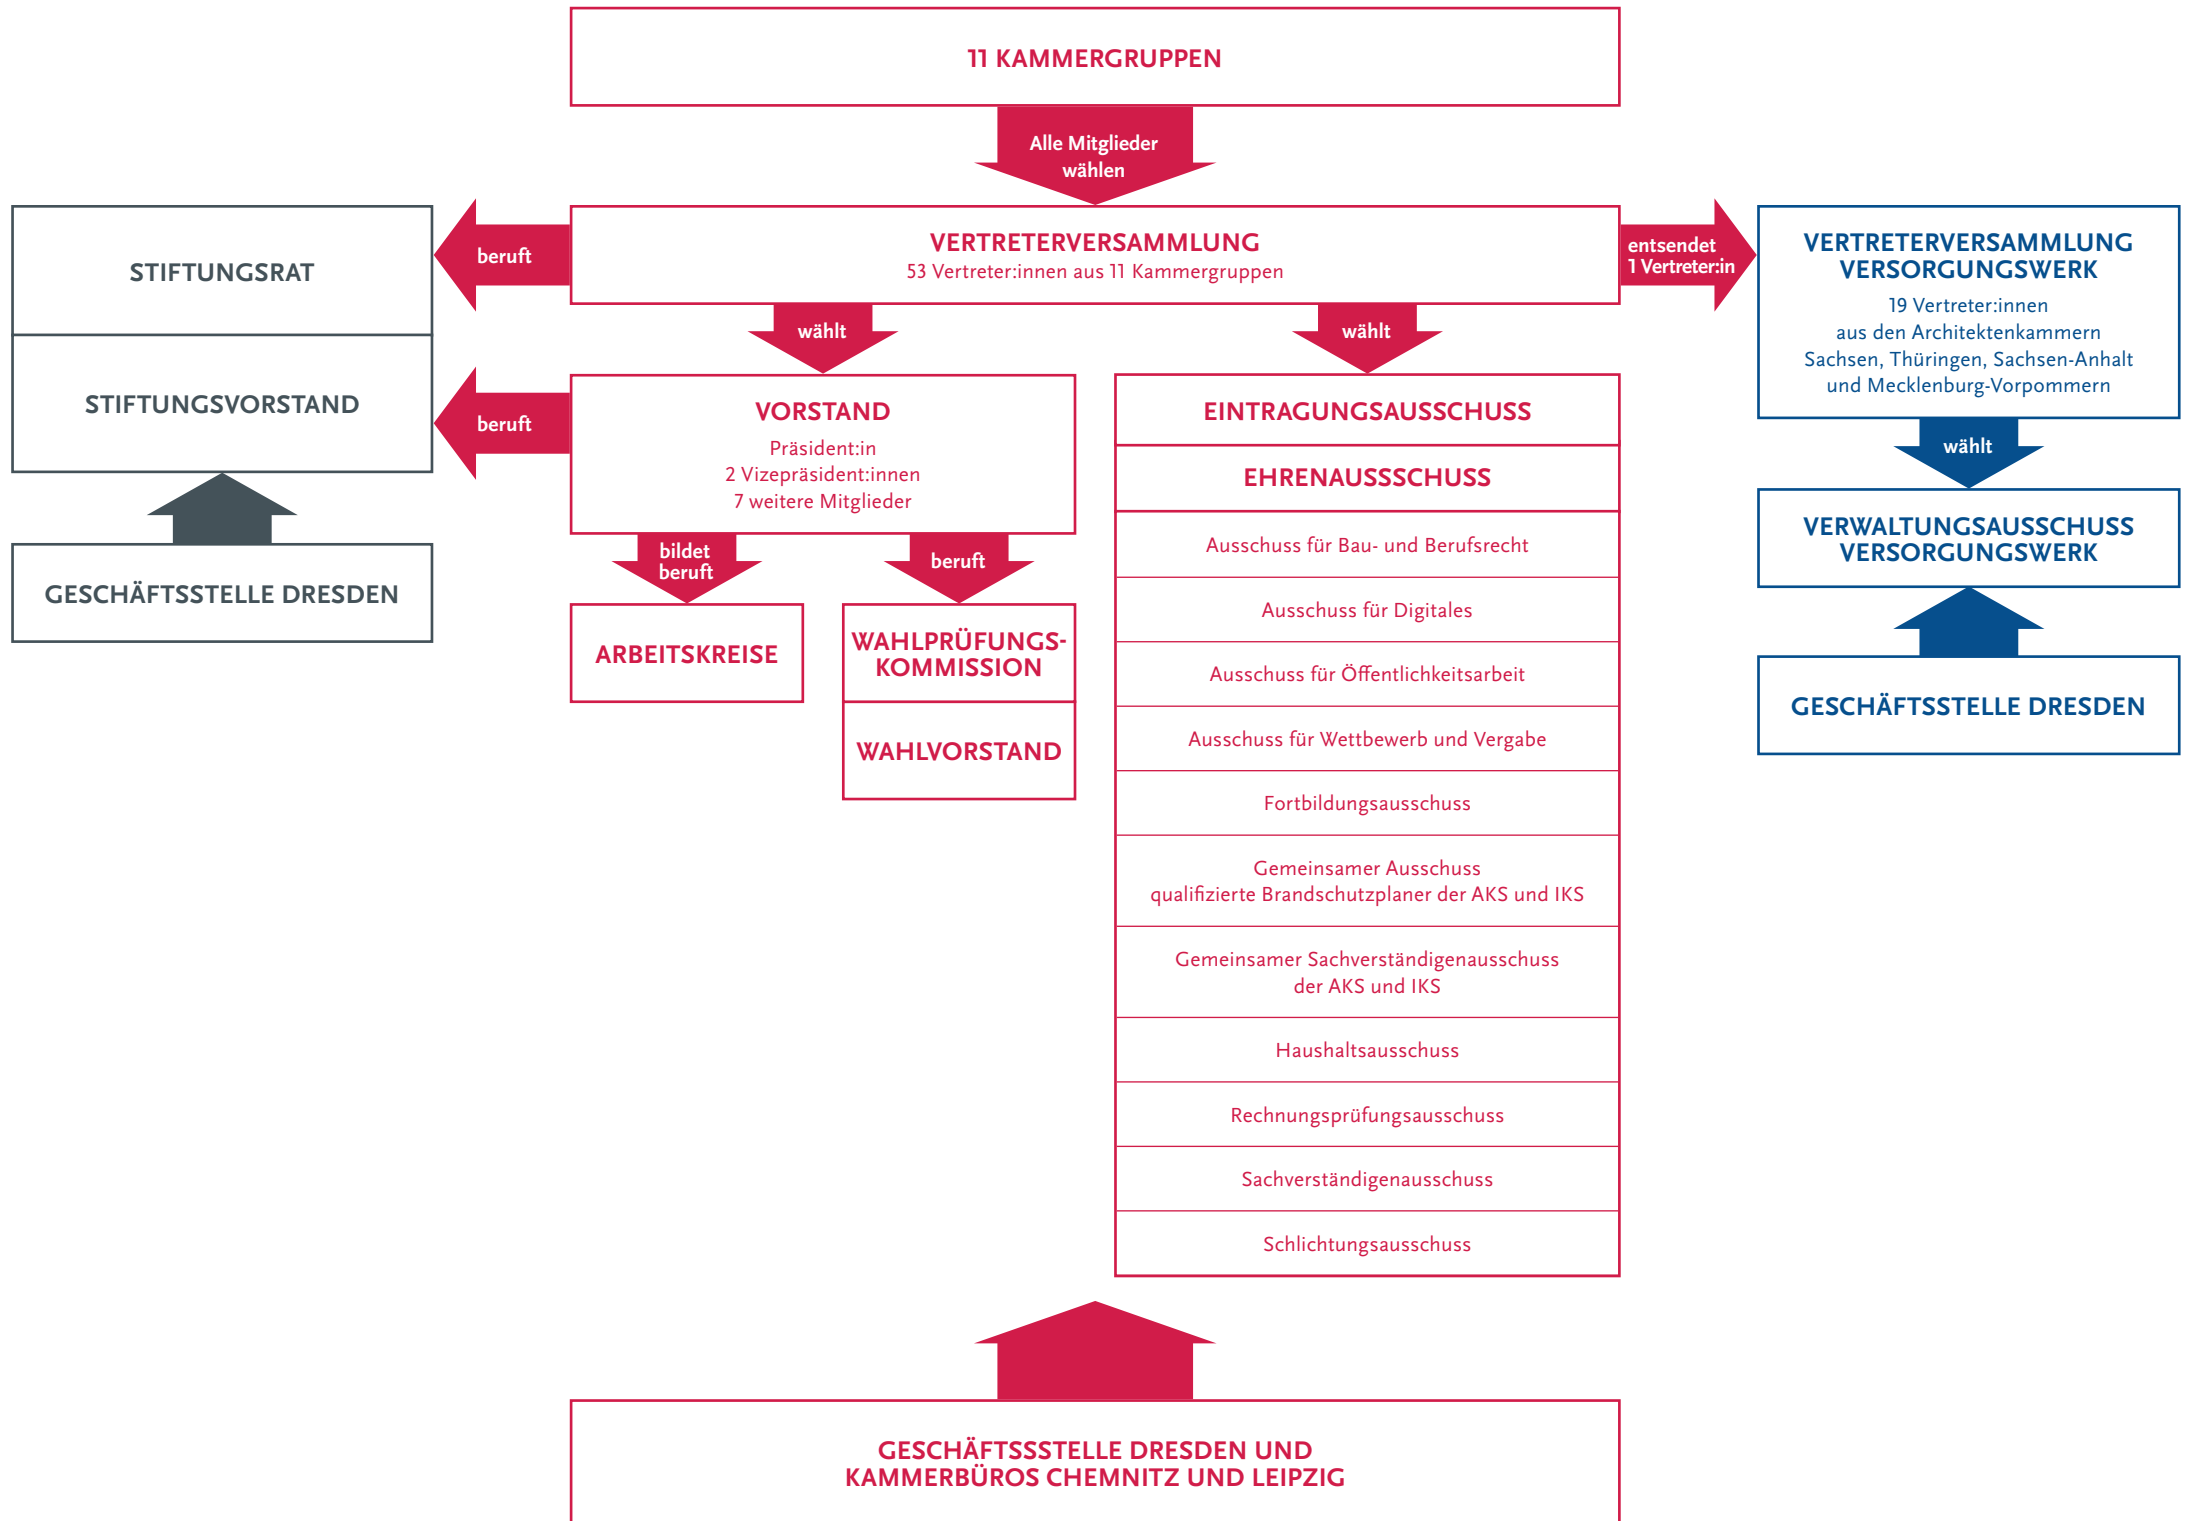 11 KAMMERGRUPPEN
Alle Mitglieder
wählen
STIFTUNGSRAT
beruft
VERTRETERVERSAMMLUNG
53 Vertreter:innen aus 11 Kammergruppen
entsendet
1 Vertreter:in
VERTRETERVERSAMMLUNG
VERSORGUNGSWERK
19 Vertreter:innen
aus den Architektenkammern
Sachsen, Thüringen, Sachsen-Anhalt
und Mecklenburg-Vorpommern
wählt
wählt
STIFTUNGSVORSTAND
beruft
VORSTAND
Präsident:in
2 Vizepräsident:innen
7 weitere Mitglieder
bildet
beruft
beruft
ARBEITSKREISE
WAHLPRÜFUNGS-
KOMMISSION
WAHLVORSTAND
EINTRAGUNGSAUSSCHUSS
EHRENAUSSSCHUSS
Ausschuss für Bau- und Berufsrecht
Ausschuss für Digitales
Ausschuss für Öffentlichkeitsarbeit
Ausschuss für Wettbewerb und Vergabe
Fortbildungsausschuss
Gemeinsamer Ausschuss
qualifizierte Brandschutzplaner der AKS und IKS
Gemeinsamer Sachverständigenausschuss
der AKS und IKS
Haushaltsausschuss
Rechnungsprüfungsausschuss
Sachverständigenausschuss
Schlichtungsausschuss
wählt
VERWALTUNGSAUSSCHUSS
VERSORGUNGSWERK
GESCHÄFTSSTELLE DRESDEN
GESCHÄFTSSTELLE DRESDEN
GESCHÄFTSSSTELLE DRESDEN UND
KAMMERBÜROS CHEMNITZ UND LEIPZIG